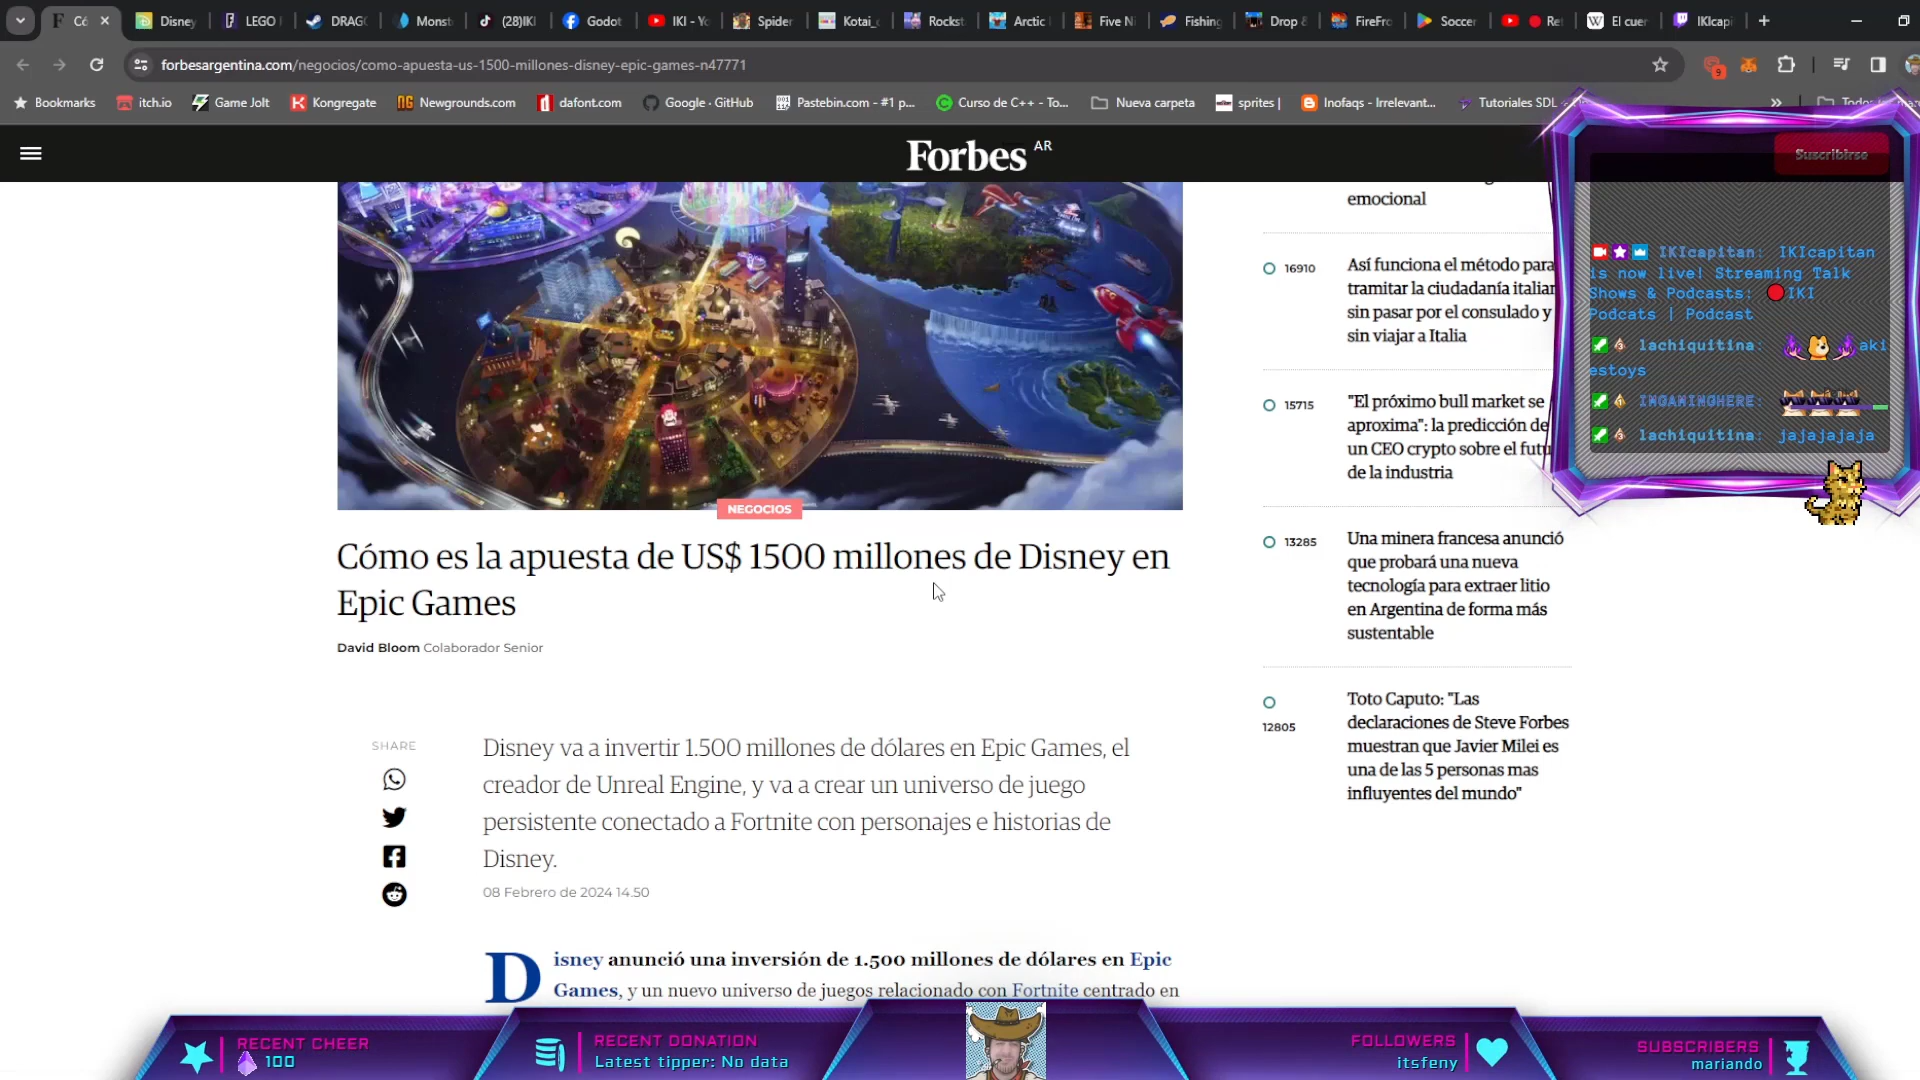 Có
Disney
LEGO
DRAG
Monst
(28)IKI
Godot
IKI - Yo
Spider
Kotai_
Rockst
Arctic
Five Ni
Fishing
Drop &
FireFro
Soccer
Ret
El cuer
IKIcapi
forbesargentina.com/negocios/como-apuesta-us-1500-millones-disney-epic-games-n47771
9
Bookmarks
itch.io
Game Jolt
Kongregate
Newgrounds.com
dafont.com
Google · GitHub
Pastebin.com - #1 p...
Curso de C++ - To...
Nueva carpeta
sprites |
Inofaqs - Irrelevant...
Tutoriales SDL
Forbes AR
Suscribirse
emocional
16910
Así funciona el método para
tramitar la ciudadanía italian
sin pasar por el consulado y
sin viajar a Italia
15715
"El próximo bull market se
aproxima": la predicción de
un CEO crypto sobre el futu
de la industria
13285
Una minera francesa anunció
que probará una nueva
tecnología para extraer litio
en Argentina de forma más
sustentable
12805
Toto Caputo: "Las
declaraciones de Steve Forbes
muestran que Javier Milei es
una de las 5 personas mas
influyentes del mundo"
IKIcapitan: IKIcapitan
is now live! Streaming Talk
Shows & Podcasts: IKI
Podcats | Podcast
lachiquitina: aki
estoys
INGAMINGHERE:
lachiquitina: jajajajaja
NEGOCIOS
Cómo es la apuesta de US$ 1500 millones de Disney en
Epic Games
David Bloom Colaborador Senior
SHARE
Disney va a invertir 1.500 millones de dólares en Epic Games, el
creador de Unreal Engine, y va a crear un universo de juego
persistente conectado a Fortnite con personajes e historias de
Disney.
08 Febrero de 2024 14.50
Disney anunció una inversión de 1.500 millones de dólares en Epic
Games, y un nuevo universo de juegos relacionado con Fortnite centrado en
RECENT CHEER
100
RECENT DONATION
Latest tipper: No data
FOLLOWERS
itsfeny
SUBSCRIBERS
mariando